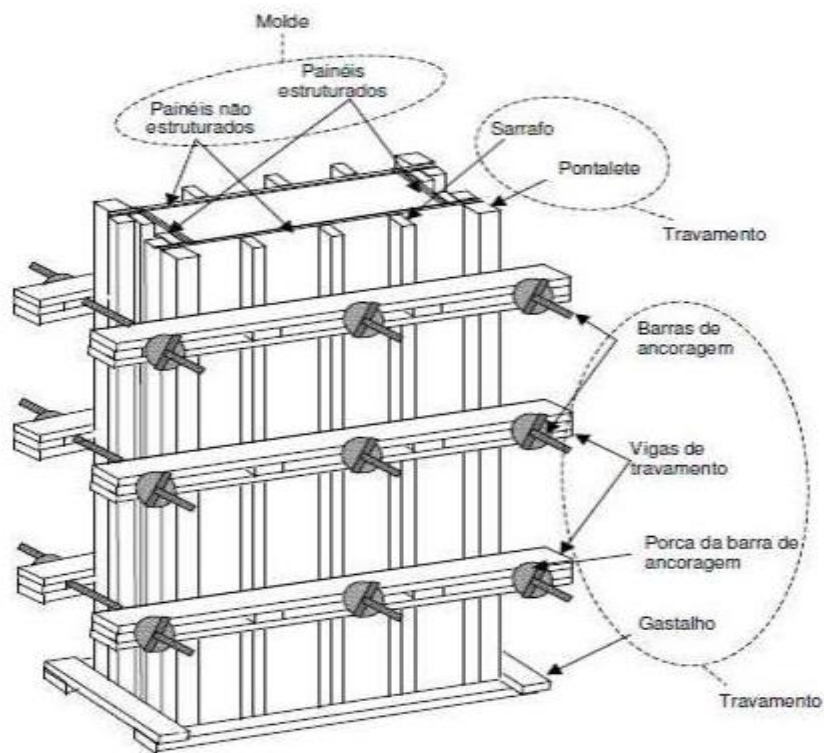 Molde
Painéis
estruturados
Painéis não
estruturados
Sarrafo
Pontalete
Travamento
Barras de
ancoragem
Vigas de
travamento
Porca da barra de
ancoragem
Gastalho
Travamento